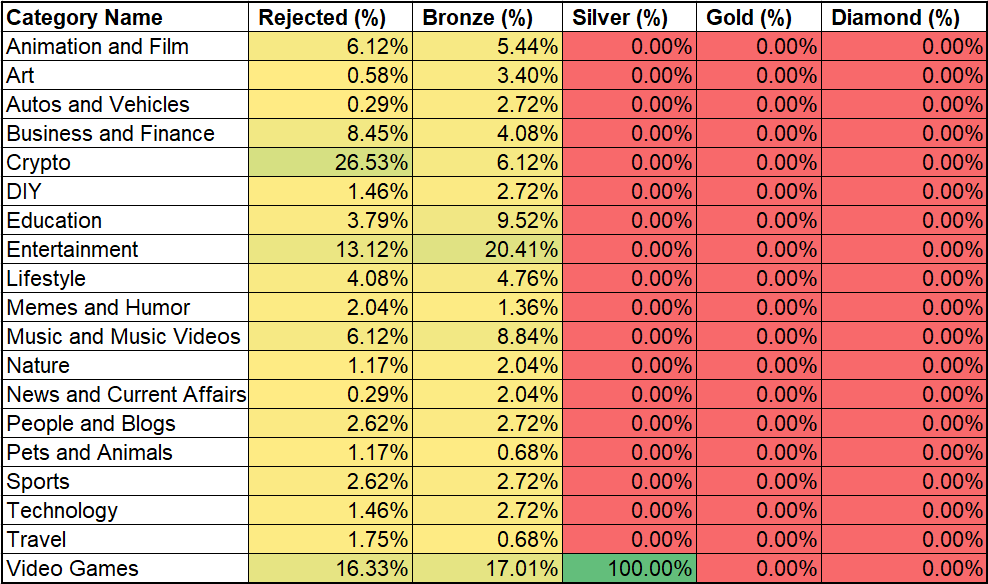 Category Name Rejected (%) Bronze (%) Silver (%) Gold (%) Diamond (%)
Animation and Film 6.12% 5.44% 0.00% 0.00% 0.00%
Art 0.58% 3.40% 0.00% 0.00% 0.00%
Autos and Vehicles 0.29% 2.72% 0.00% 0.00% 0.00%
Business and Finance 8.45% 4.08% 0.00% 0.00% 0.00%
Crypto 26.53% 6.12% 0.00% 0.00% 0.00%
DIY 1.46% 2.72% 0.00% 0.00% 0.00%
Education 3.79% 9.52% 0.00% 0.00% 0.00%
Entertainment 13.12% 20.41% 0.00% 0.00% 0.00%
Lifestyle 4.08% 4.76% 0.00% 0.00% 0.00%
Memes and Humor 2.04% 1.36% 0.00% 0.00% 0.00%
Music and Music Videos 6.12% 8.84% 0.00% 0.00% 0.00%
Nature 1.17% 2.04% 0.00% 0.00% 0.00%
News and Current Affairs 0.29% 2.04% 0.00% 0.00% 0.00%
People and Blogs 2.62% 2.72% 0.00% 0.00% 0.00%
Pets and Animals 1.17% 0.68% 0.00% 0.00% 0.00%
Sports 2.62% 2.72% 0.00% 0.00% 0.00%
Technology 1.46% 2.72% 0.00% 0.00% 0.00%
Travel 1.75% 0.68% 0.00% 0.00% 0.00%
Video Games 16.33% 17.01% 100.00% 0.00% 0.00%